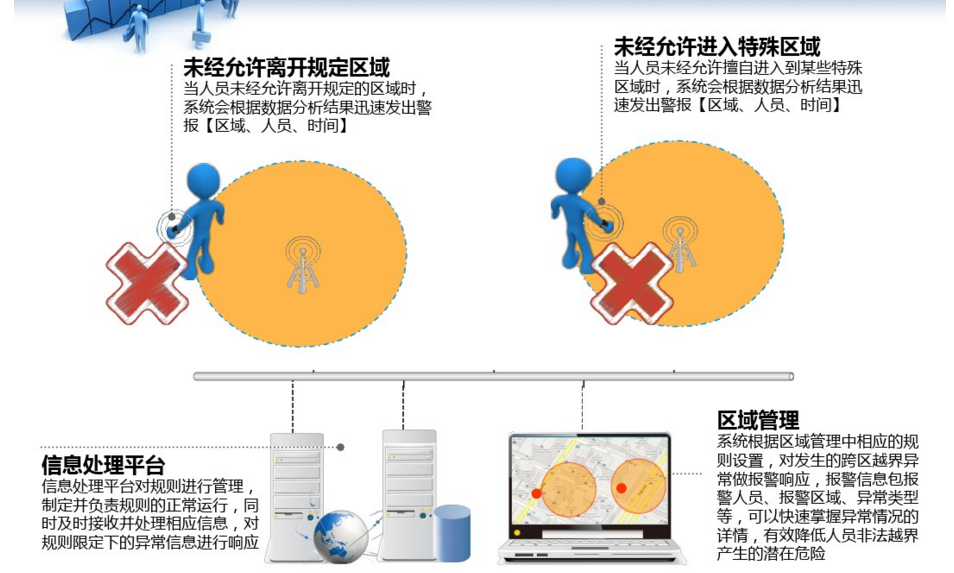 未经允许离开规定区域
当人员未经允许离开规定的区域时，
系统会根据数据分析结果迅速发出警
报【区域、人员、时间】
未经允许进入特殊区域
当人员未经允许擅自进入到某些特殊
区域时，系统会根据数据分析结果迅
速发出警报【区域、人员、时间】
信息处理平台
信息处理平台对规则进行管理，
制定并负责规则的正常运行，同
时及时接收并处理相应信息，对
规则限定下的异常信息进行响应
区域管理
系统根据区域管理中相应的规
则设置，对发生的跨区越界异
常做报警响应，报警信息包报
警人员、报警区域、异常类型
等，可以快速掌握异常情况的
详情，有效降低人员非法越界
产生的潜在危险